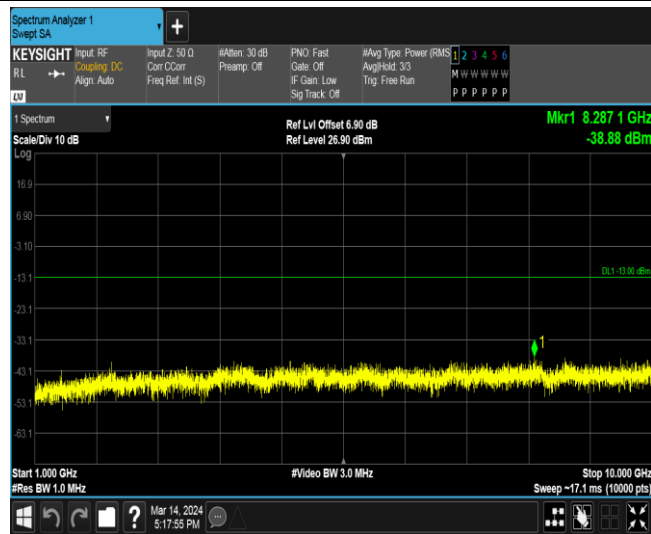 Spectrum Analyzer 1
Swept SA
+
KEYSIGHT
RL
LXI
Input: RF
Coupling: DC
Align: Auto
Input Z: 50 Ω
Corr CCorr
Freq Ref: Int (S)
#Atten: 30 dB
Preamp: Off
PNO: Fast
Gate: Off
IF Gain: Low
Sig Track: Off
#Avg Type: Power (RMS
Avg|Hold: 3/3
Trig: Free Run
1 2 3 4 5 6
M W W W W W
P P P P P P
1 Spectrum
Scale/Div 10 dB
Log
Ref Lvl Offset 6.90 dB
Ref Level 26.90 dBm
Mkr1 8.287 1 GHz
-38.88 dBm
16.9
6.90
-3.10
-13.1
DL1 -13.00 dBm
-23.1
-33.1
1
-43.1
-53.1
-63.1
Start 1.000 GHz
#Res BW 1.0 MHz
#Video BW 3.0 MHz
Stop 10.000 GHz
Sweep ~17.1 ms (10000 pts)
?
Mar 14, 2024
5:17:55 PM